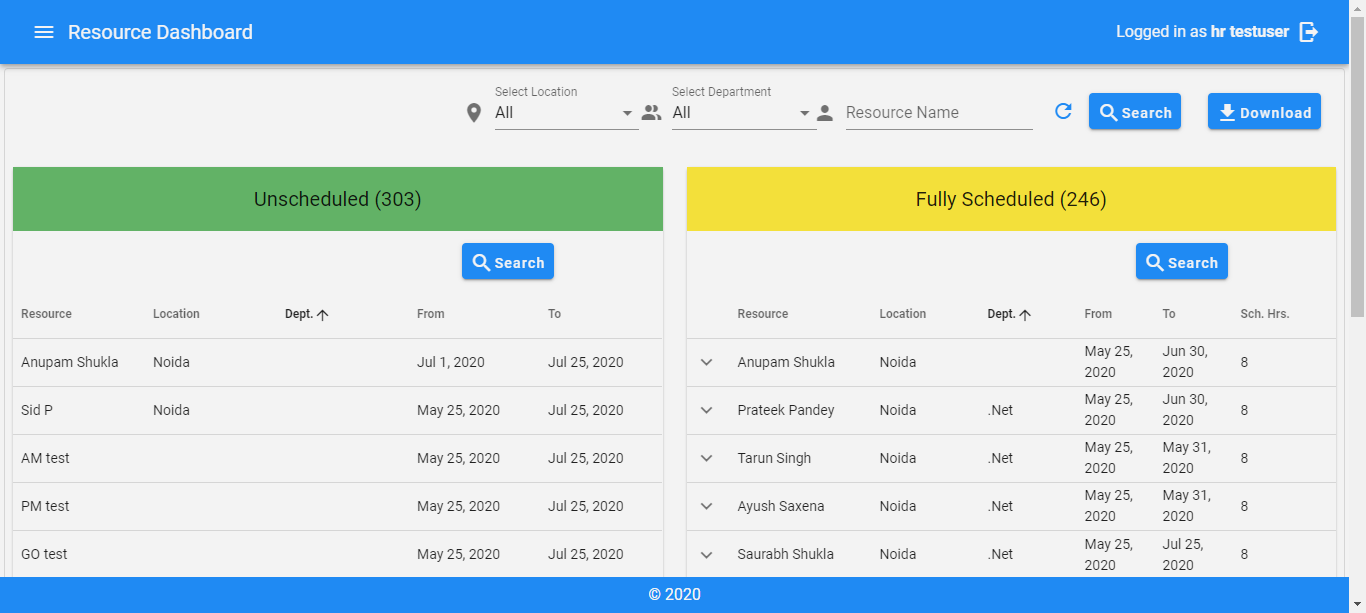 Resource Dashboard
Logged in as hr testuser
Select Location
All
Select Department
All
Resource Name
Search
Download
Unscheduled (303)
Search
Resource Location Dept. From To
Anupam Shukla Noida Jul 1, 2020 Jul 25, 2020
Sid P Noida May 25, 2020 Jul 25, 2020
AM test May 25, 2020 Jul 25, 2020
PM test May 25, 2020 Jul 25, 2020
GO test May 25, 2020 Jul 25, 2020
Fully Scheduled (246)
Search
Resource Location Dept. From To Sch. Hrs.
Anupam Shukla Noida May 25, 2020 Jun 30, 2020 8
Prateek Pandey Noida .Net May 25, 2020 Jun 30, 2020 8
Tarun Singh Noida .Net May 25, 2020 May 31, 2020 8
Ayush Saxena Noida .Net May 25, 2020 May 31, 2020 8
Saurabh Shukla Noida .Net May 25, 2020 Jul 25, 2020 8
© 2020